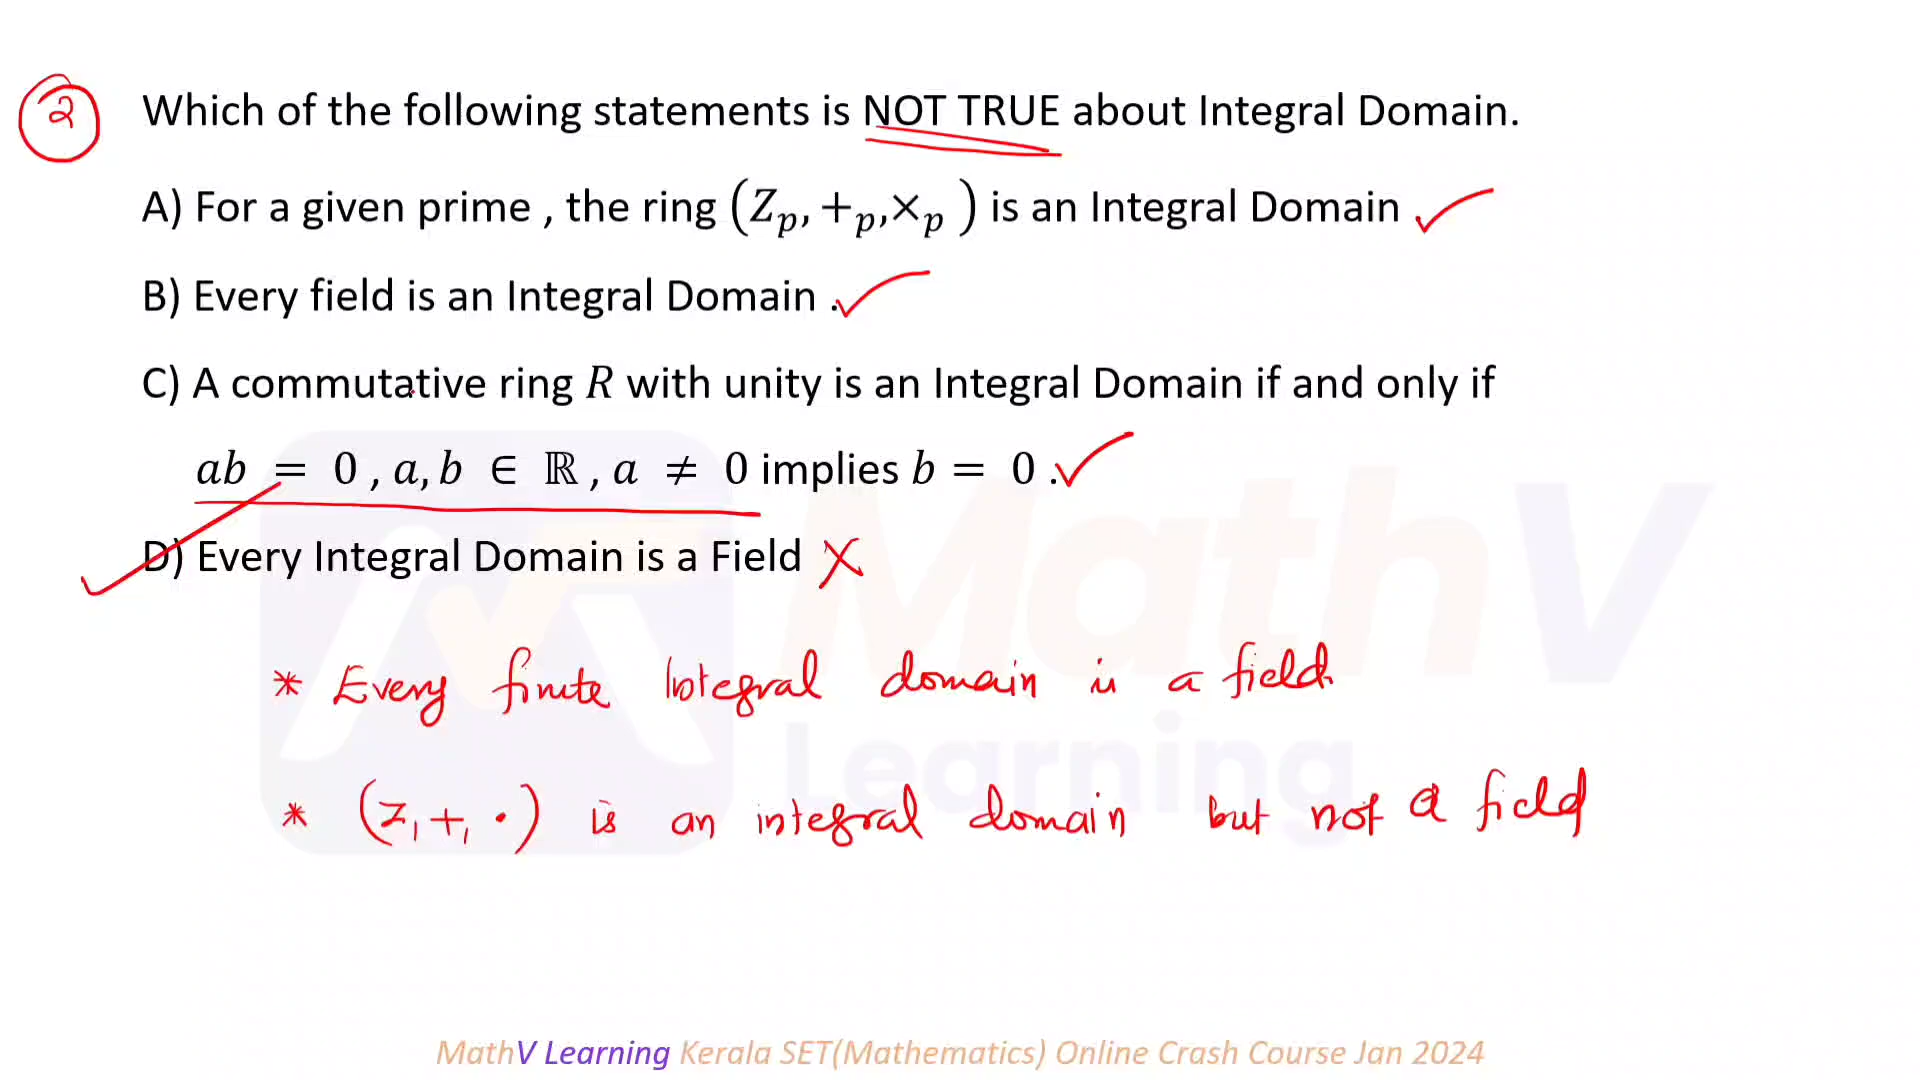 2 Which of the following statements is NOT TRUE about Integral Domain.
A) For a given prime , the ring (Zₚ, +ₚ,×ₚ ) is an Integral Domain ✓
B) Every field is an Integral Domain .✓
C) A commutative ring R with unity is an Integral Domain if and only if
ab = 0 , a, b ∈ ℝ , a ≠ 0 implies b = 0 .✓
✓ D) Every Integral Domain is a Field X
* Every finite Integral domain is a field.
* (Z, +, ·) is an integral domain but not a field
MathV Learning
MathV Learning Kerala SET(Mathematics) Online Crash Course Jan 2024